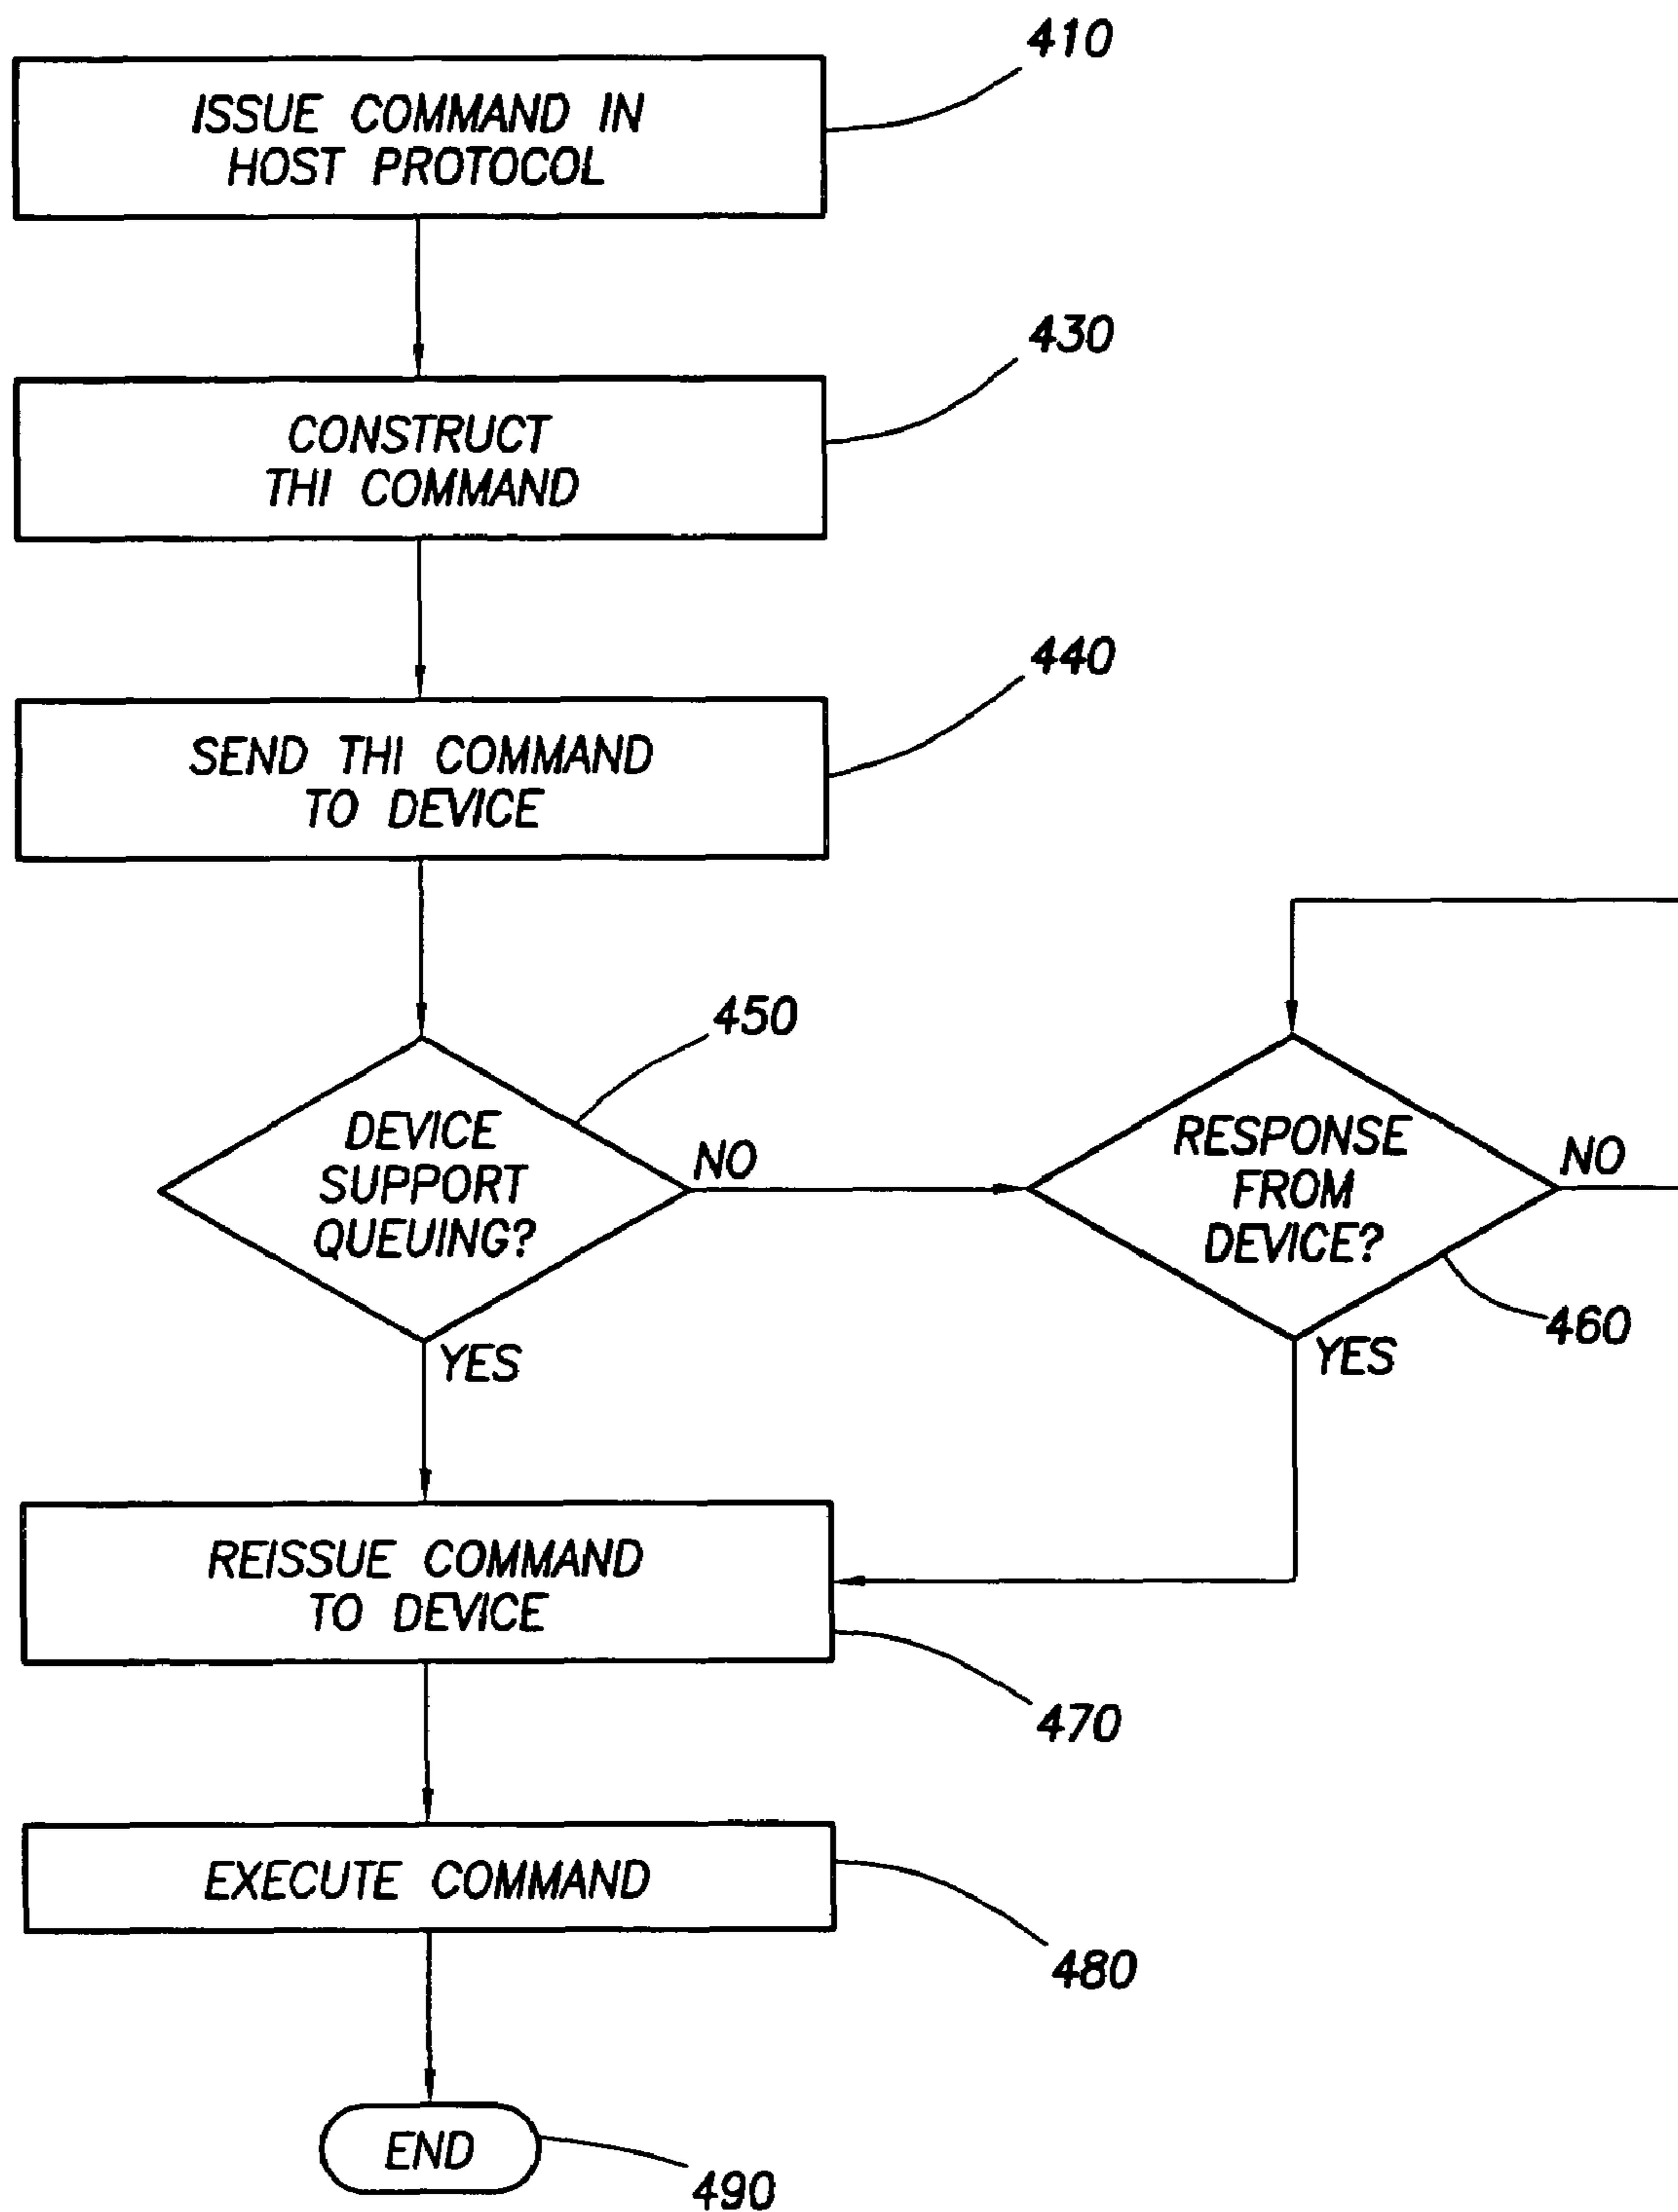 410
ISSUE COMMAND IN
HOST PROTOCOL
430
CONSTRUCT
THI COMMAND
440
SEND THI COMMAND
TO DEVICE
450
DEVICE
SUPPORT
QUEUING?
NO
YES
RESPONSE
FROM
DEVICE?
NO
460
YES
REISSUE COMMAND
TO DEVICE
470
EXECUTE COMMAND
480
END
490